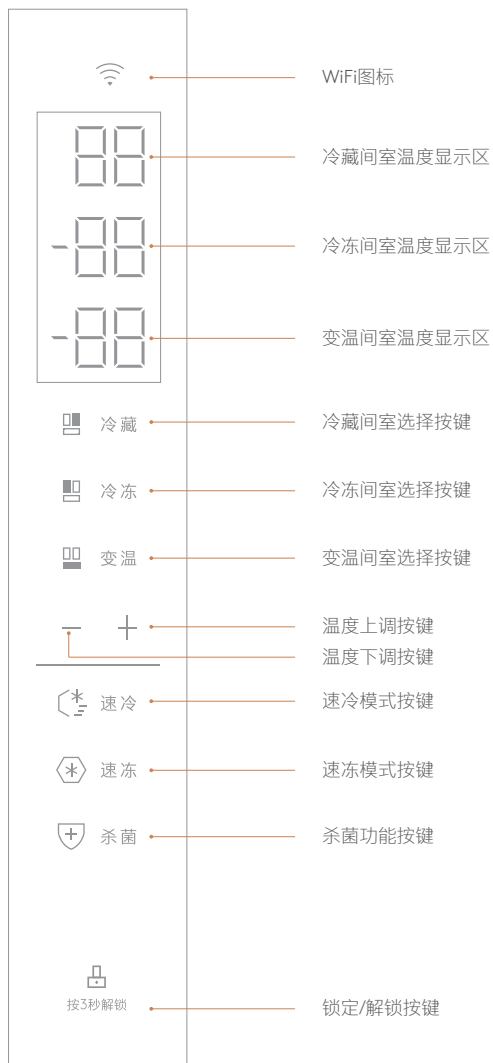 WiFi图标
88
冷藏间室温度显示区
-88
冷冻间室温度显示区
-88
变温间室温度显示区
冷藏
冷藏间室选择按键
冷冻
冷冻间室选择按键
变温
变温间室选择按键
— +
温度上调按键
温度下调按键
速冷
速冷模式按键
速冻
速冻模式按键
杀菌
杀菌功能按键
按3秒解锁
锁定/解锁按键